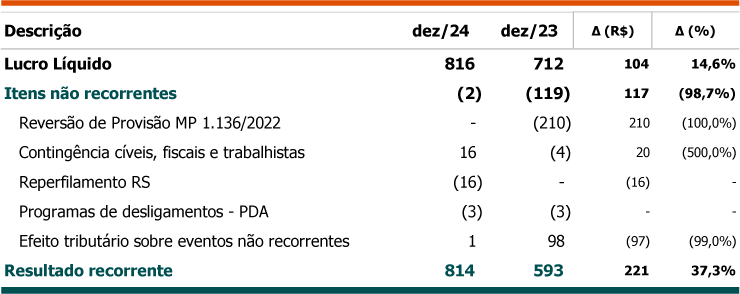 Descrição dez/24 dez/23 Δ (R$) Δ (%)
Lucro Líquido 816 712 104 14,6%
Itens não recorrentes (2) (119) 117 (98,7%)
Reversão de Provisão MP 1.136/2022 - (210) 210 (100,0%)
Contingência cíveis, fiscais e trabalhistas 16 (4) 20 (500,0%)
Reperfilamento RS (16) - (16) -
Programas de desligamentos - PDA (3) (3) - -
Efeito tributário sobre eventos não recorrentes 1 98 (97) (99,0%)
Resultado recorrente 814 593 221 37,3%